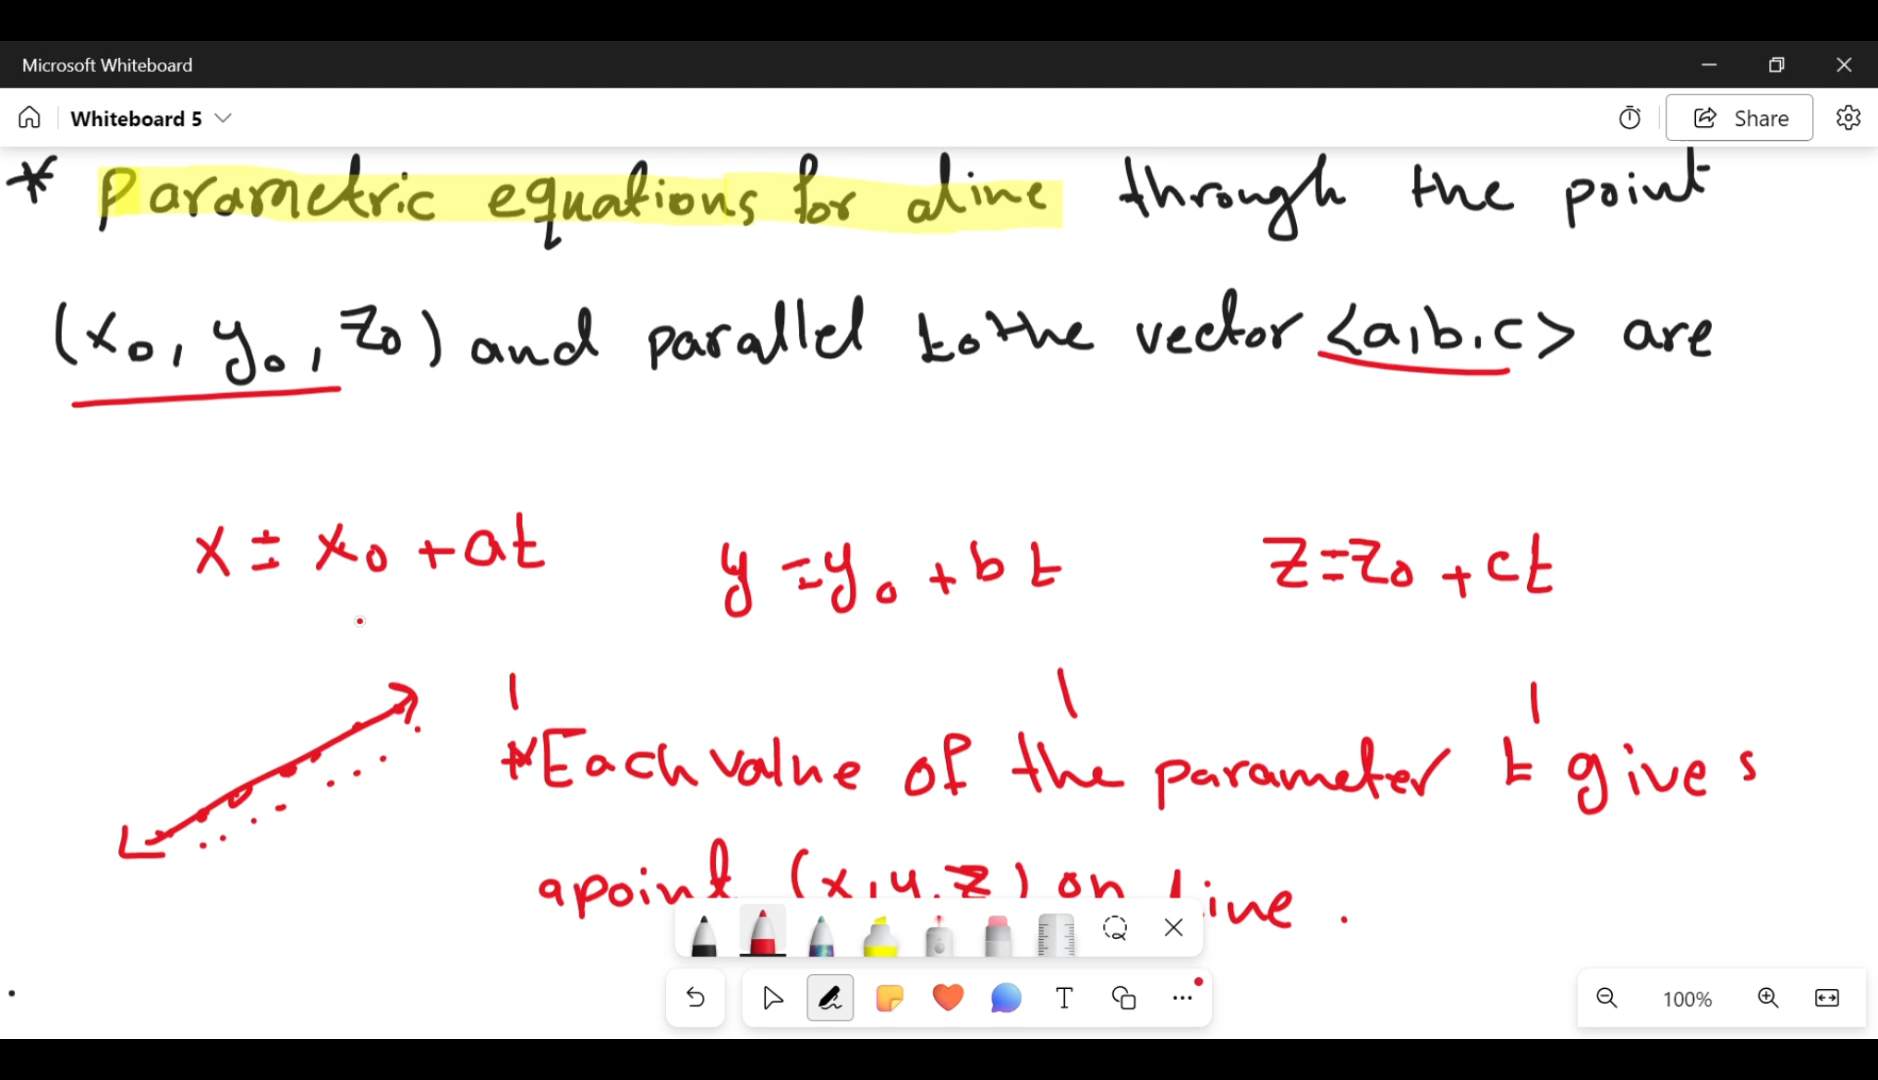 Microsoft Whiteboard
Whiteboard 5
Share
* Parametric equations for a line through the point
(x₀, y₀, z₀) and parallel to the vector <a,b,c> are
x = x₀ + at y = y₀ + bt z = z₀ + ct
* Each value of the parameter t gives
a point (x, y, z) on line .
100%